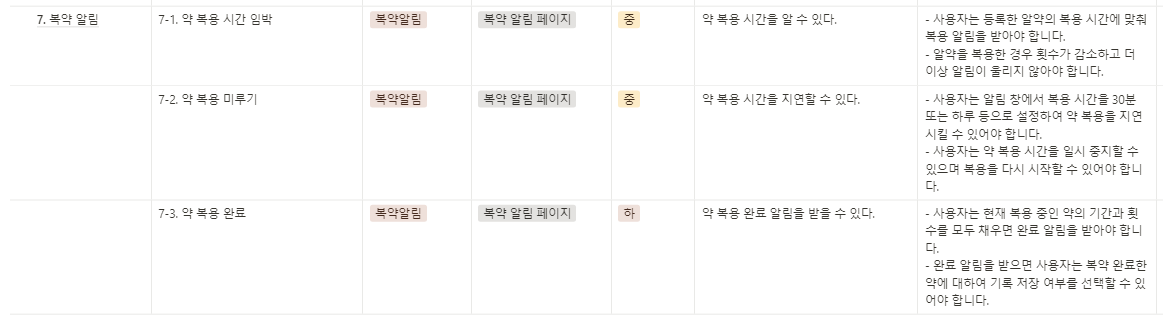 7. 복약 알림
7-1. 약 복용 시간 임박
복약알림
복약 알림 페이지
중
약 복용 시간을 알 수 있다.
- 사용자는 등록한 알약의 복용 시간에 맞춰
복용 알림을 받아야 합니다.
- 알약을 복용한 경우 횟수가 감소하고 더
이상 알림이 울리지 않아야 합니다.
7-2. 약 복용 미루기
복약알림
복약 알림 페이지
중
약 복용 시간을 지연할 수 있다.
- 사용자는 알림 창에서 복용 시간을 30분
또는 하루 등으로 설정하여 약 복용을 지연
시킬 수 있어야 합니다.
- 사용자는 약 복용 시간을 일시 중지할 수
있으며 복용을 다시 시작할 수 있어야 합니
다.
7-3. 약 복용 완료
복약알림
복약 알림 페이지
하
약 복용 완료 알림을 받을 수 있다.
- 사용자는 현재 복용 중인 약의 기간과 횟
수를 모두 채우면 완료 알림을 받아야 합니
다.
- 완료 알림을 받으면 사용자는 복약 완료한
약에 대하여 기록 저장 여부를 선택할 수 있
어야 합니다.